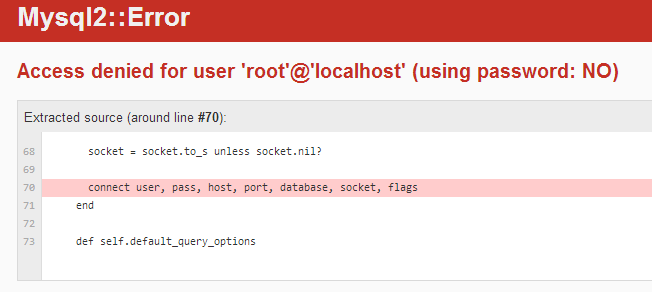 Mysql2::Error
Access denied for user 'root'@'localhost' (using password: NO)
Extracted source (around line #70):
68 socket = socket.to_s unless socket.nil?
69
70 connect user, pass, host, port, database, socket, flags
71 end
72
73 def self.default_query_options